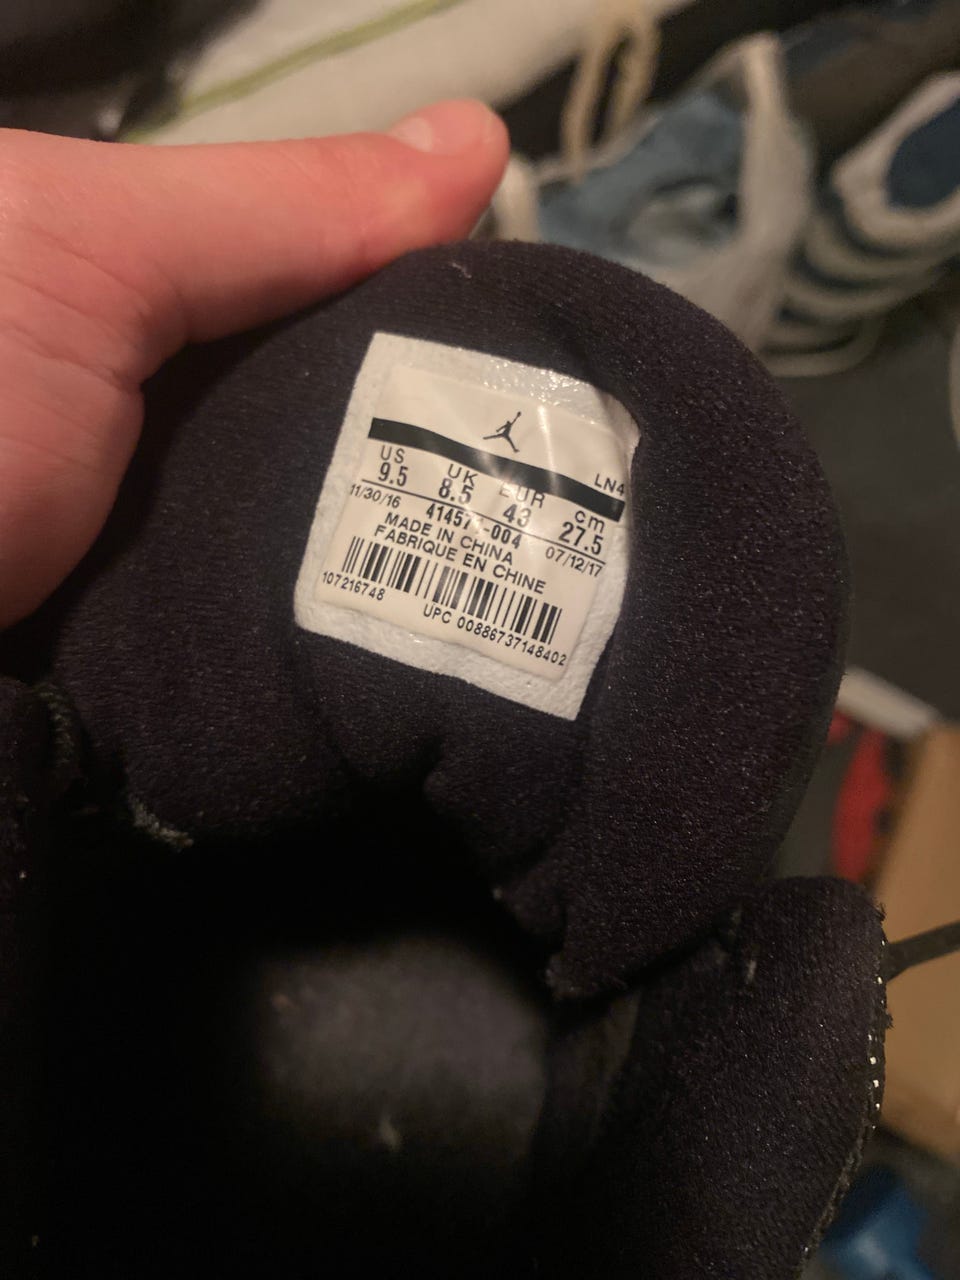 LN4
US UK EUR cm
9.5 8.5 43 27.5
11/30/16 07/12/17
MADE IN CHINA
FABRIQUE EN CHINE
107216748
UPC 00886737148402